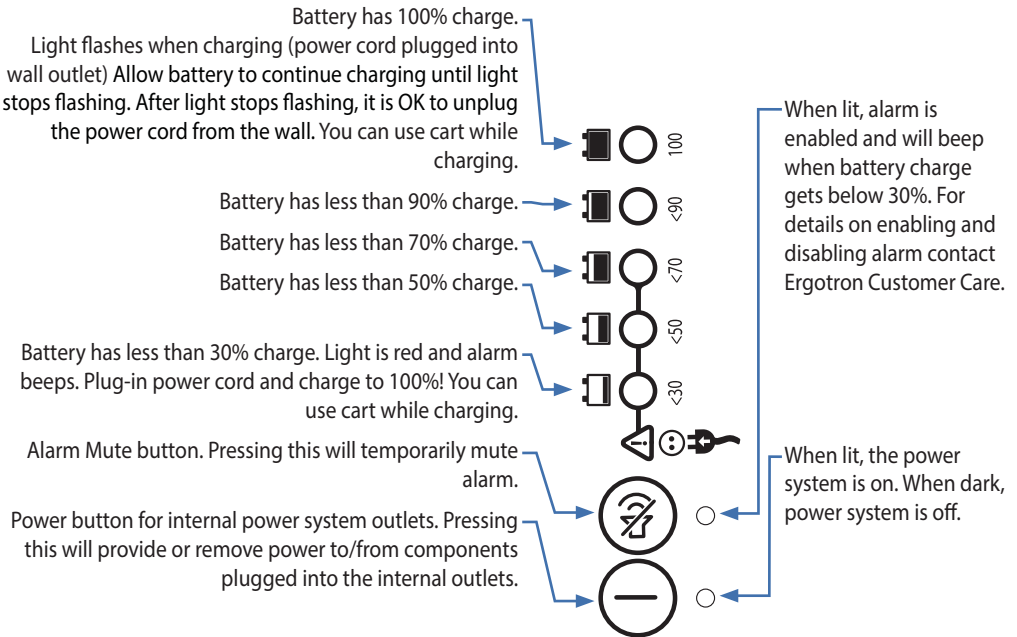 Battery has 100% charge.
Light flashes when charging (power cord plugged into
wall outlet) Allow battery to continue charging until light
stops flashing. After light stops flashing, it is OK to unplug
the power cord from the wall. You can use cart while
charging.
100
Battery has less than 90% charge.
<90
Battery has less than 70% charge.
<70
Battery has less than 50% charge.
<50
Battery has less than 30% charge. Light is red and alarm
beeps. Plug-in power cord and charge to 100%! You can
use cart while charging.
<30
!
Alarm Mute button. Pressing this will temporarily mute
alarm.
Power button for internal power system outlets. Pressing
this will provide or remove power to/from components
plugged into the internal outlets.
When lit, alarm is
enabled and will beep
when battery charge
gets below 30%. For
details on enabling and
disabling alarm contact
Ergotron Customer Care.
When lit, the power
system is on. When dark,
power system is off.